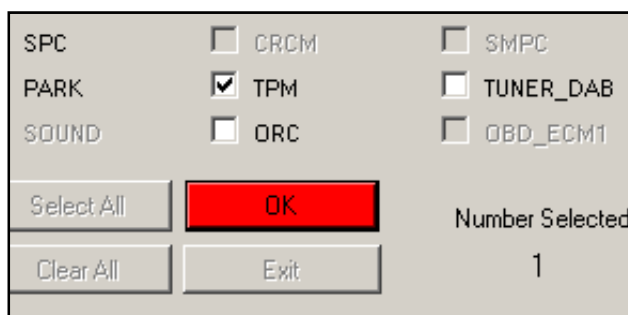 SPC CRCM SMPC
PARK TPM TUNER_DAB
SOUND ORC OBD_ECM1
Select All OK Number Selected
Clear All Exit 1